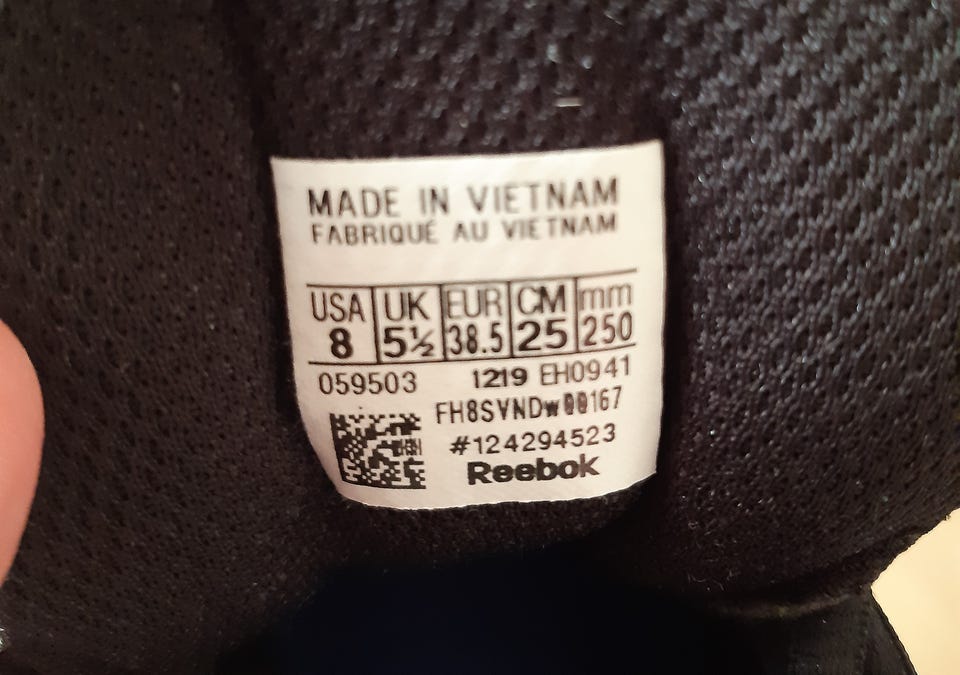 MADE IN VIETNAM
FABRIQUÉ AU VIETNAM
USA UK EUR CM mm
8 5½ 38.5 25 250
059503 1219 EH0941
FH8SVNDw00167
#124294523
Reebok